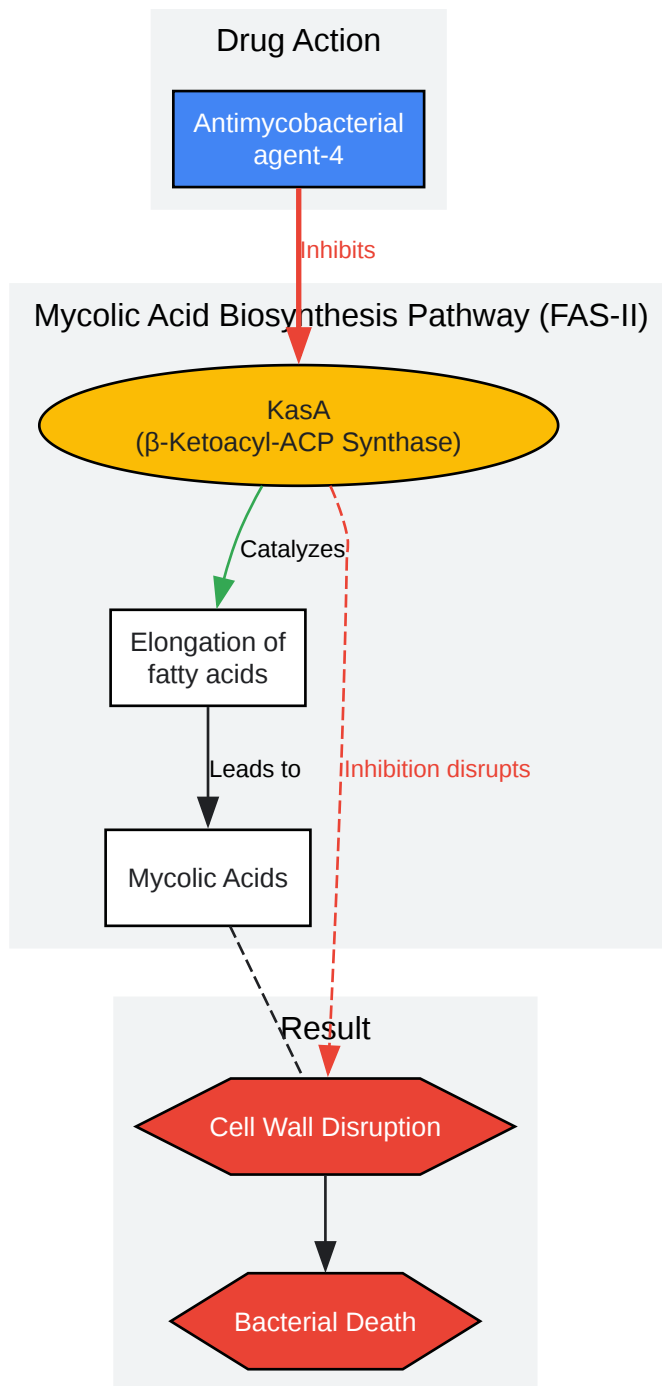 Drug Action
Antimycobacterial
agent-4
Inhibits
Mycolic Acid Biosynthesis Pathway (FAS-II)
KasA
(β-Ketoacyl-ACP Synthase)
Catalyzes
Elongation of
fatty acids
Leads to
Inhibition disrupts
Mycolic Acids
Result
Cell Wall Disruption
Bacterial Death